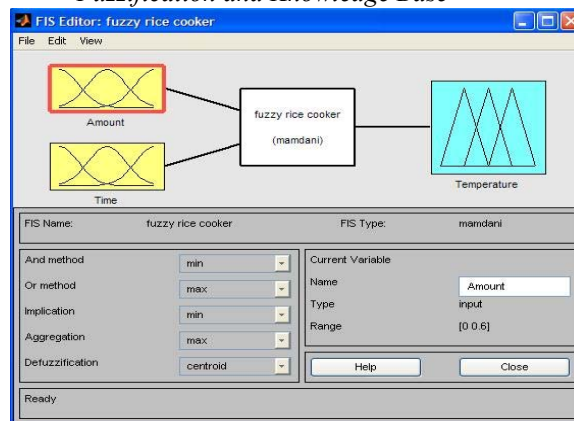 Fuzzification and Knowledge Base
FIS Editor: fuzzy rice cooker
File Edit View
Amount
fuzzy rice cooker
(mamdani)
Time
Temperature
FIS Name: fuzzy rice cooker FIS Type: mamdani
And method min
Or method max
Implication min
Aggregation max
Defuzzification centroid
Current Variable
Name Amount
Type input
Range [0 0.6]
Help Close
Ready